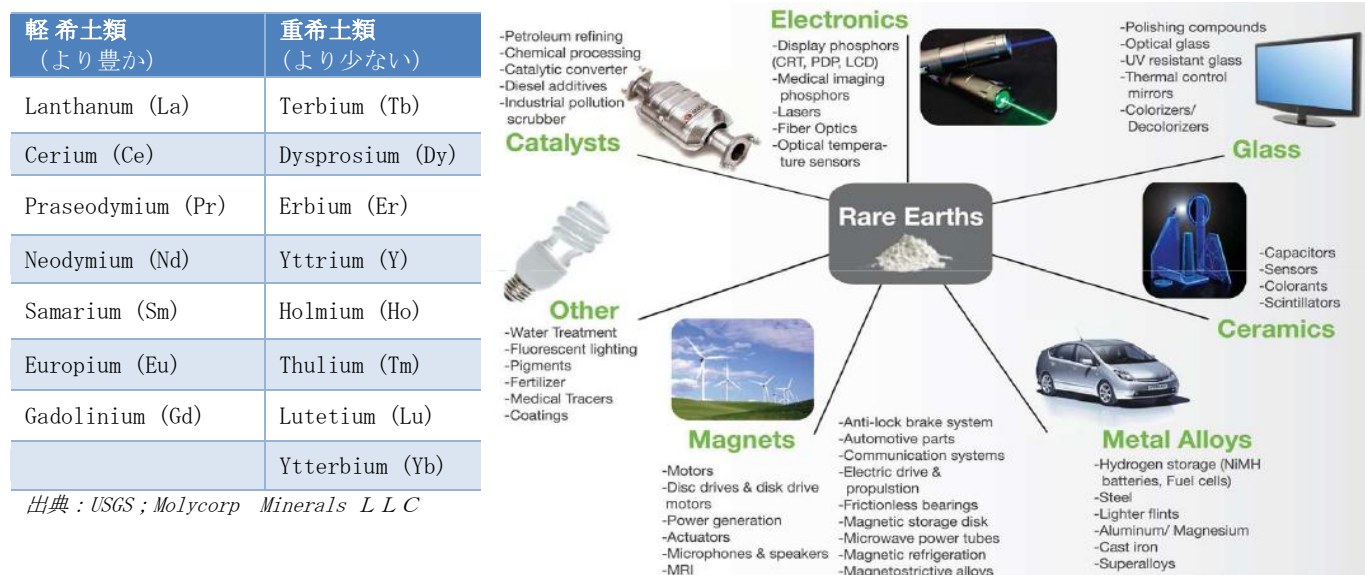 軽希土類
（より豊か）
重希土類
（より少ない）
Lanthanum (La)
Terbium (Tb)
Cerium (Ce)
Dysprosium (Dy)
Praseodymium (Pr)
Erbium (Er)
Neodymium (Nd)
Yttrium (Y)
Samarium (Sm)
Holmium (Ho)
Europium (Eu)
Thulium (Tm)
Gadolinium (Gd)
Lutetium (Lu)
Ytterbium (Yb)
出典：USGS；Molycorp Minerals ＬＬＣ
-Petroleum refining
-Chemical processing
-Catalytic converter
-Diesel additives
-Industrial pollution
scrubber
Catalysts
Electronics
-Display phosphors
(CRT, PDP, LCD)
-Medical imaging
phosphors
-Lasers
-Fiber Optics
-Optical tempera-
ture sensors
-Polishing compounds
-Optical glass
-UV resistant glass
-Thermal control
mirrors
-Colorizers/
Decolorizers
Glass
Rare Earths
-Capacitors
-Sensors
-Colorants
-Scintillators
Ceramics
Other
-Water Treatment
-Fluorescent lighting
-Pigments
-Fertilizer
-Medical Tracers
-Coatings
Magnets
-Motors
-Disc drives & disk drive
motors
-Power generation
-Actuators
-Microphones & speakers
-MRI
-Anti-lock brake system
-Automotive parts
-Communication systems
-Electric drive &
propulstion
-Frictionless bearings
-Magnetic storage disk
-Microwave power tubes
-Magnetic refrigeration
-Magnetostrictive alloys
Metal Alloys
-Hydrogen storage (NiMH
batteries, Fuel cells)
-Steel
-Lighter flints
-Aluminum/ Magnesium
-Cast iron
-Superalloys